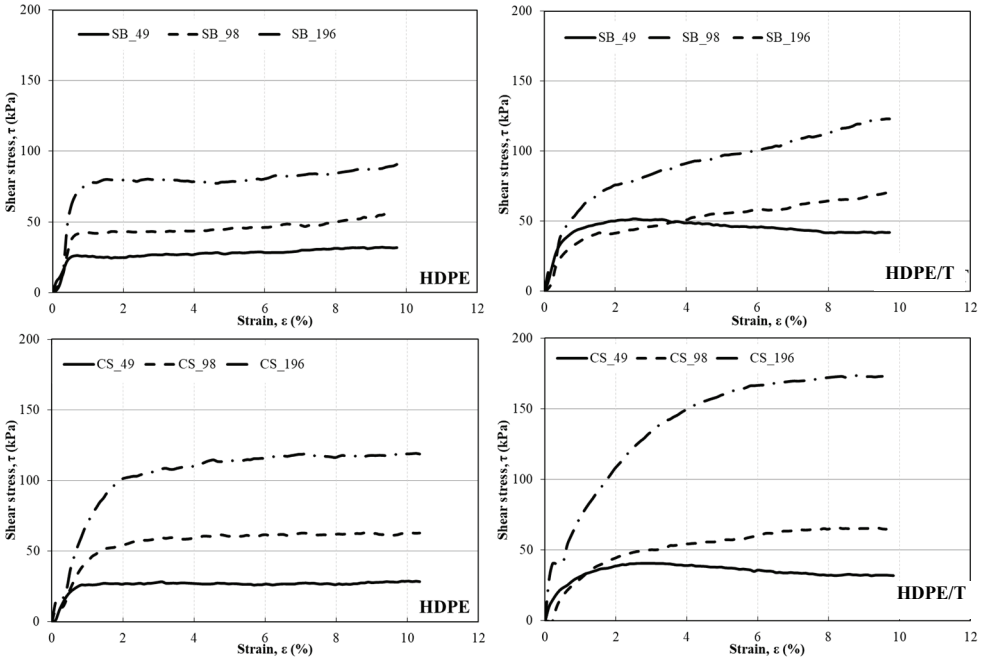 SB_49 SB_98 SB_196
Shear stress, τ (kPa)
200
150
100
50
0
HDPE
0 2 4 6 8 10 12
Strain, ε (%)
SB_49 SB_98 SB_196
Shear stress, τ (kPa)
200
150
100
50
0
HDPE/T
0 2 4 6 8 10 12
Strain, ε (%)
CS_49 CS_98 CS_196
Shear stress, τ (kPa)
200
150
100
50
0
HDPE
0 2 4 6 8 10 12
Strain, ε (%)
CS_49 CS_98 CS_196
Shear stress, τ (kPa)
200
150
100
50
0
HDPE/T
0 2 4 6 8 10 12
Strain, ε (%)